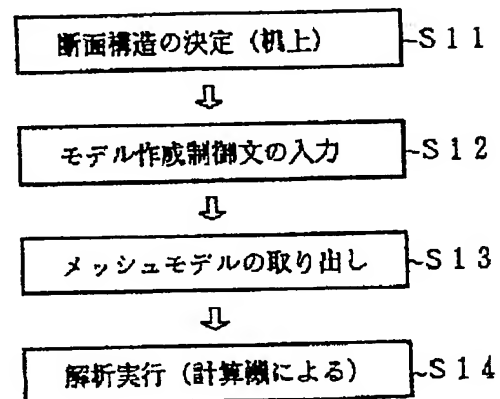 断面構造の決定（机上） S11
⇩
モデル作成制御文の入力 S12
⇩
メッシュモデルの取り出し S13
⇩
解析実行（計算機による） S14